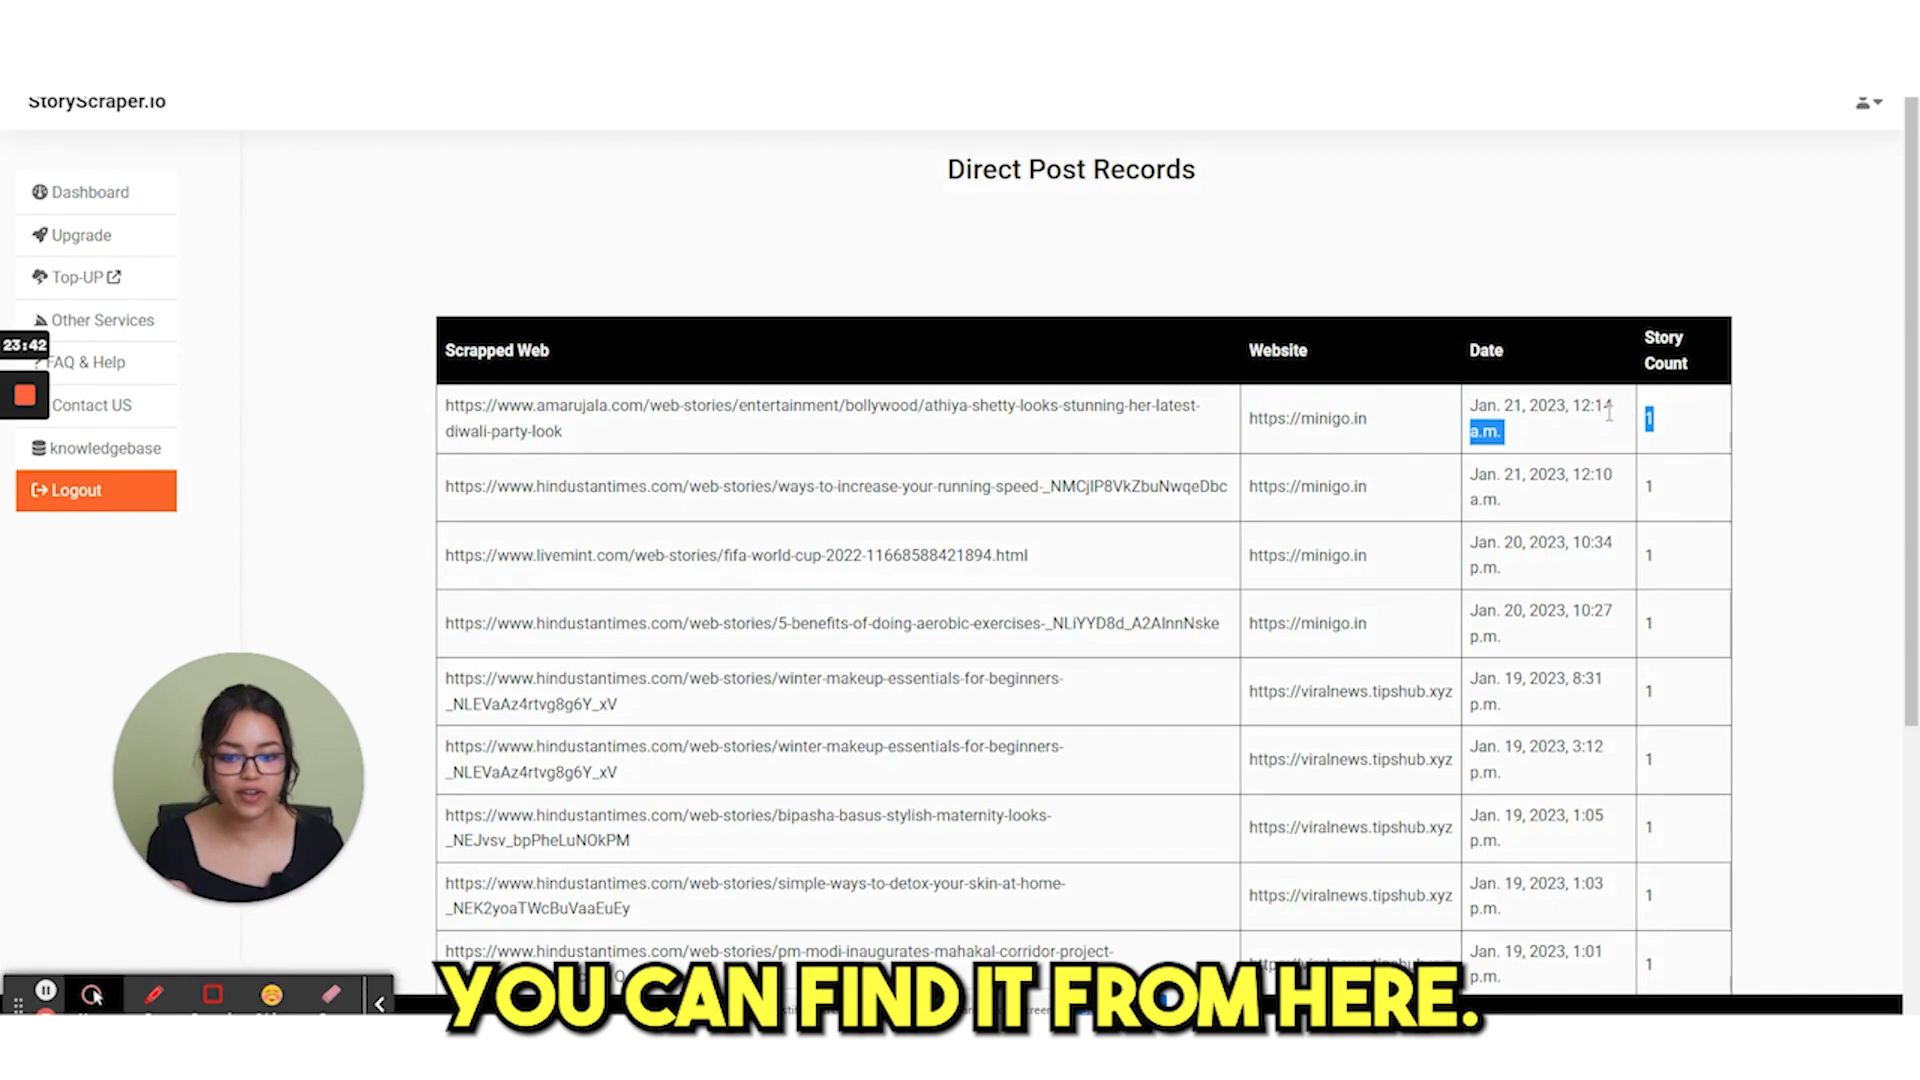 StoryScraper.io
Direct Post Records
Dashboard
Upgrade
Top-UP
Other Services
23:42
FAQ & Help
Contact US
knowledgebase
Logout
Scrapped Web
Website
Date
Story
Count
https://www.amarujala.com/web-stories/entertainment/bollywood/athiya-shetty-looks-stunning-her-latest-
diwali-party-look
https://minigo.in
Jan. 21, 2023, 12:14
a.m.
1
https://www.hindustantimes.com/web-stories/ways-to-increase-your-running-speed-_NMCjIP8VkZbuNwqeDbc
https://minigo.in
Jan. 21, 2023, 12:10
a.m.
1
https://www.livemint.com/web-stories/fifa-world-cup-2022-11668588421894.html
https://minigo.in
Jan. 20, 2023, 10:34
p.m.
1
https://www.hindustantimes.com/web-stories/5-benefits-of-doing-aerobic-exercises-_NLiYYD8d_A2AInnNske
https://minigo.in
Jan. 20, 2023, 10:27
p.m.
1
https://www.hindustantimes.com/web-stories/winter-makeup-essentials-for-beginners-
_NLEVaAz4rtvg8g6Y_xV
https://viralnews.tipshub.xyz
Jan. 19, 2023, 8:31
p.m.
1
https://www.hindustantimes.com/web-stories/winter-makeup-essentials-for-beginners-
_NLEVaAz4rtvg8g6Y_xV
https://viralnews.tipshub.xyz
Jan. 19, 2023, 3:12
p.m.
1
https://www.hindustantimes.com/web-stories/bipasha-basus-stylish-maternity-looks-
_NEJvsv_bpPheLuNOkPM
https://viralnews.tipshub.xyz
Jan. 19, 2023, 1:05
p.m.
1
https://www.hindustantimes.com/web-stories/simple-ways-to-detox-your-skin-at-home-
_NEK2yoaTWcBuVaaEuEy
https://viralnews.tipshub.xyz
Jan. 19, 2023, 1:03
p.m.
1
https://www.hindustantimes.com/web-stories/pm-modi-inaugurates-mahakal-corridor-project-
Jan. 19, 2023, 1:01
p.m.
1
YOU CAN FIND IT FROM HERE.